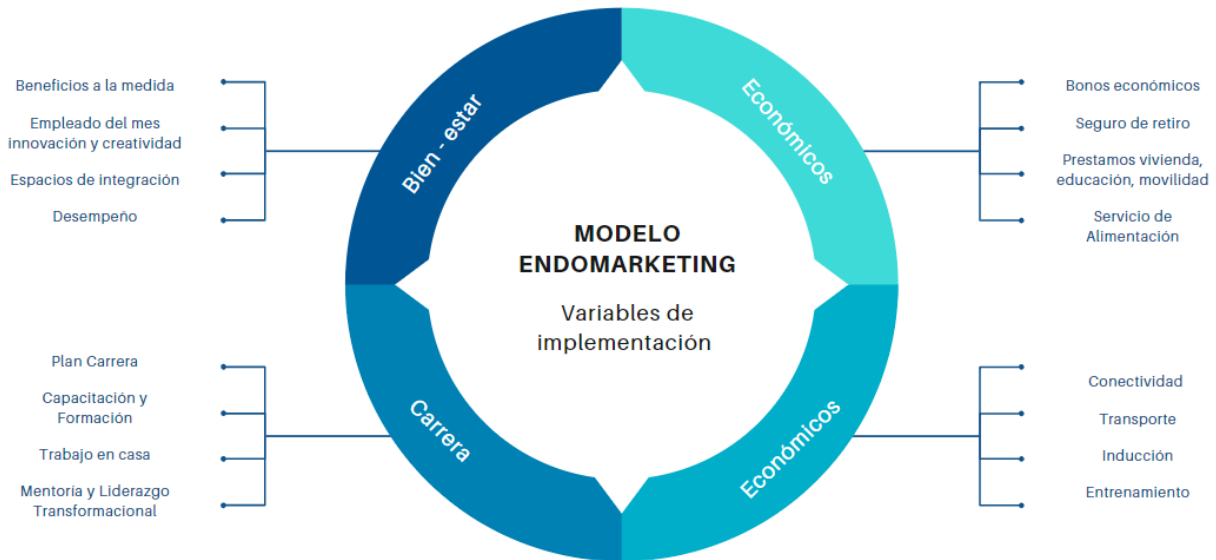 Beneficios a la medida
Empleado del mes
innovación y creatividad
Espacios de integración
Desempeño
Bien - estar
Económicos
Bonos económicos
Seguro de retiro
Prestamos vivienda,
educación, movilidad
Servicio de
Alimentación
MODELO
ENDOMARKETING
Variables de
implementación
Plan Carrera
Capacitación y
Formación
Trabajo en casa
Mentoría y Liderazgo
Transformacional
Carrera
Económicos
Conectividad
Transporte
Inducción
Entrenamiento